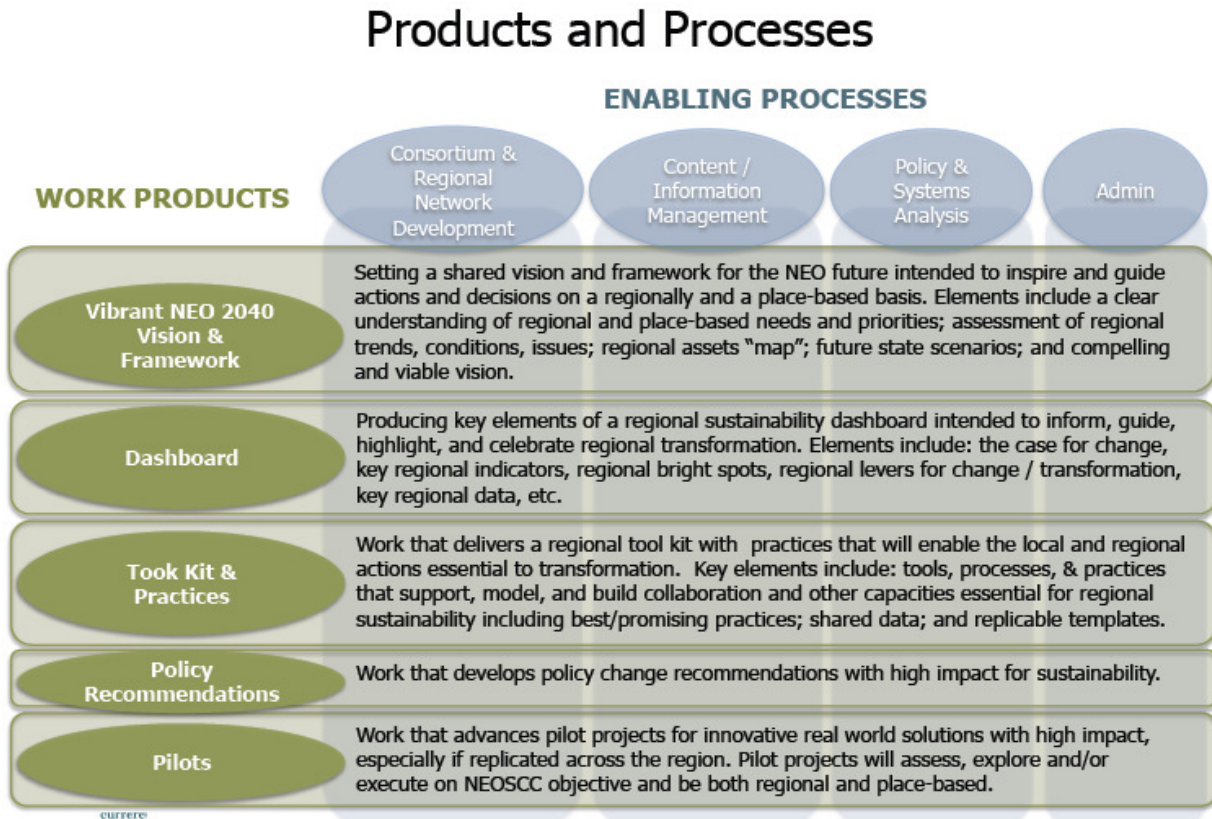 Products and Processes
ENABLING PROCESSES
Consortium &
Regional
Network
Development
Content /
Information
Management
Policy &
Systems
Analysis
Admin
WORK PRODUCTS
Vibrant NEO 2040
Vision &
Framework
Setting a shared vision and framework for the NEO future intended to inspire and guide
actions and decisions on a regionally and a place-based basis. Elements include a clear
understanding of regional and place-based needs and priorities; assessment of regional
trends, conditions, issues; regional assets “map”; future state scenarios; and compelling
and viable vision.
Dashboard
Producing key elements of a regional sustainability dashboard intended to inform, guide,
highlight, and celebrate regional transformation. Elements include: the case for change,
key regional indicators, regional bright spots, regional levers for change / transformation,
key regional data, etc.
Took Kit &
Practices
Work that delivers a regional tool kit with  practices that will enable the local and regional
actions essential to transformation.  Key elements include: tools, processes, & practices
that support, model, and build collaboration and other capacities essential for regional
sustainability including best/promising practices; shared data; and replicable templates.
Policy
Recommendations
Work that develops policy change recommendations with high impact for sustainability.
Pilots
Work that advances pilot projects for innovative real world solutions with high impact,
especially if replicated across the region. Pilot projects will assess, explore and/or
execute on NEOSCC objective and be both regional and place-based.